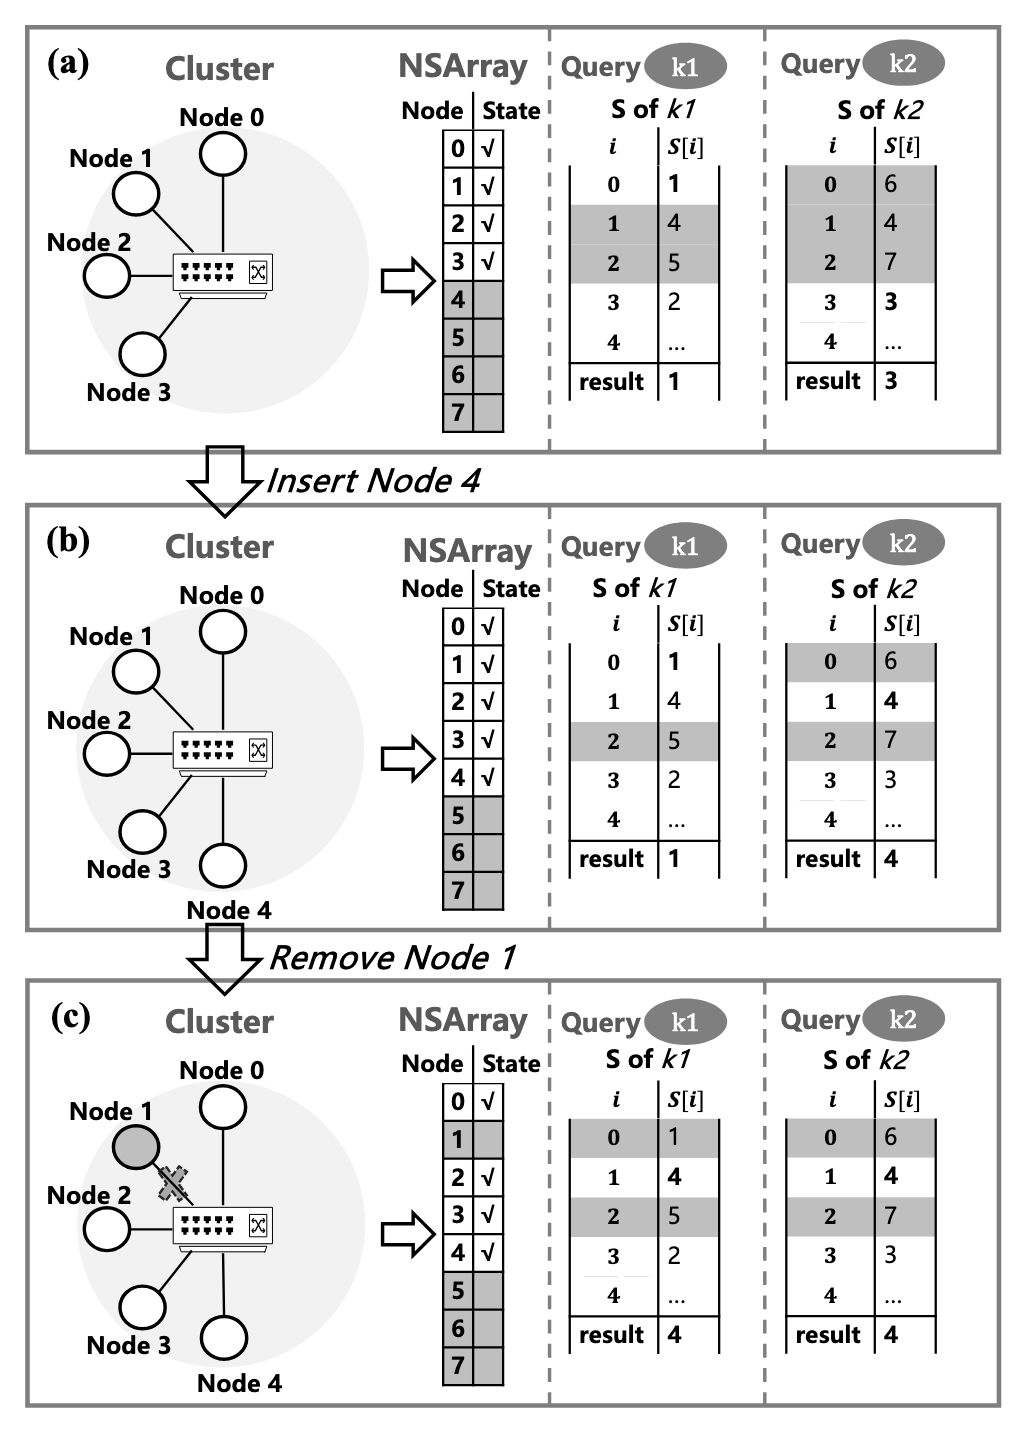 (a)
Cluster
NSArray
Query k1
Query k2
Node 0
Node 1
Node 2
Node 3
Node State
0 √
1 √
2 √
3 √
4
5
6
7
S of k1
i S[i]
0 1
1 4
2 5
3 2
4 ...
result 1
S of k2
i S[i]
0 6
1 4
2 7
3 3
4 ...
result 3
Insert Node 4
(b)
Cluster
NSArray
Query k1
Query k2
Node 0
Node 1
Node 2
Node 3
Node 4
Node State
0 √
1 √
2 √
3 √
4 √
5
6
7
S of k1
i S[i]
0 1
1 4
2 5
3 2
4 ...
result 1
S of k2
i S[i]
0 6
1 4
2 7
3 3
4 ...
result 4
Remove Node 1
(c)
Cluster
NSArray
Query k1
Query k2
Node 0
Node 1
Node 2
Node 3
Node 4
Node State
0 √
1
2 √
3 √
4 √
5
6
7
S of k1
i S[i]
0 1
1 4
2 5
3 2
4 ...
result 4
S of k2
i S[i]
0 6
1 4
2 7
3 3
4 ...
result 4